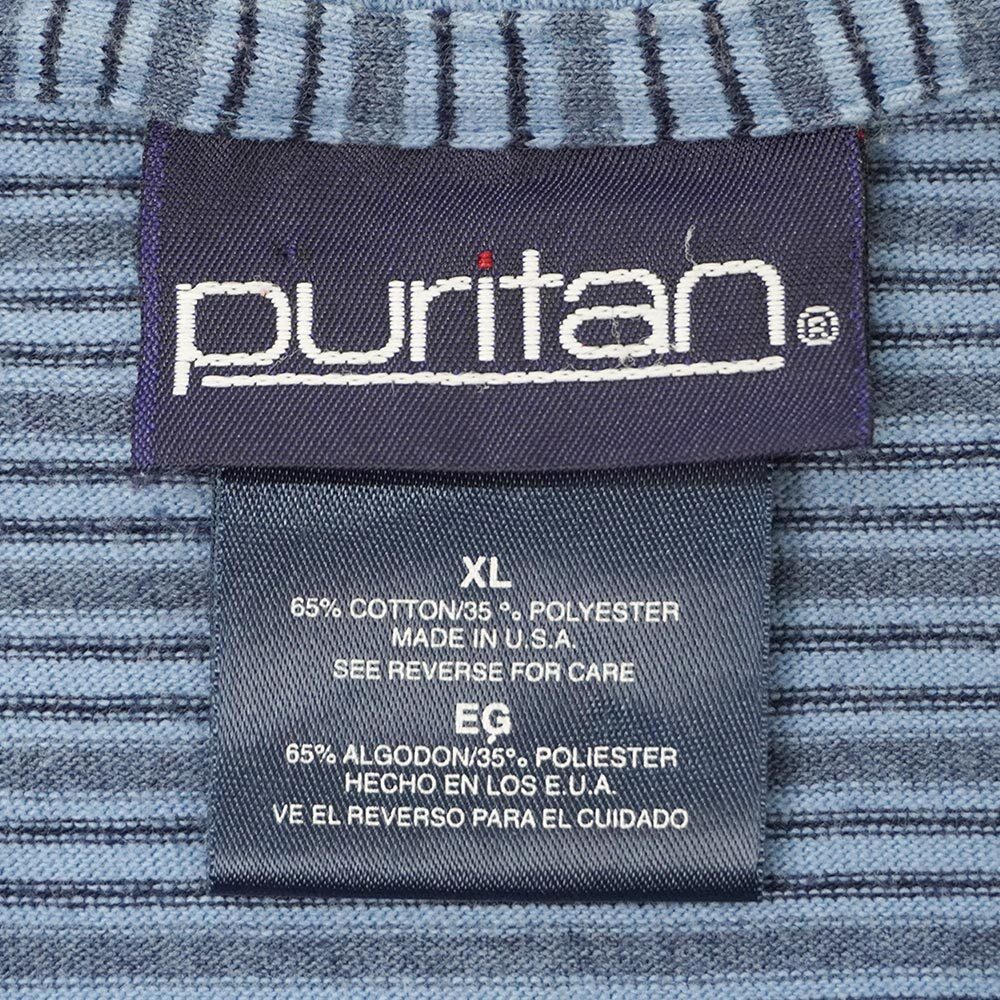 puritan®
XL
65% COTTON/35% POLYESTER
MADE IN U.S.A.
SEE REVERSE FOR CARE
EG
65% ALGODON/35% POLIESTER
HECHO EN LOS E.U.A.
VE EL REVERSO PARA EL CUIDADO